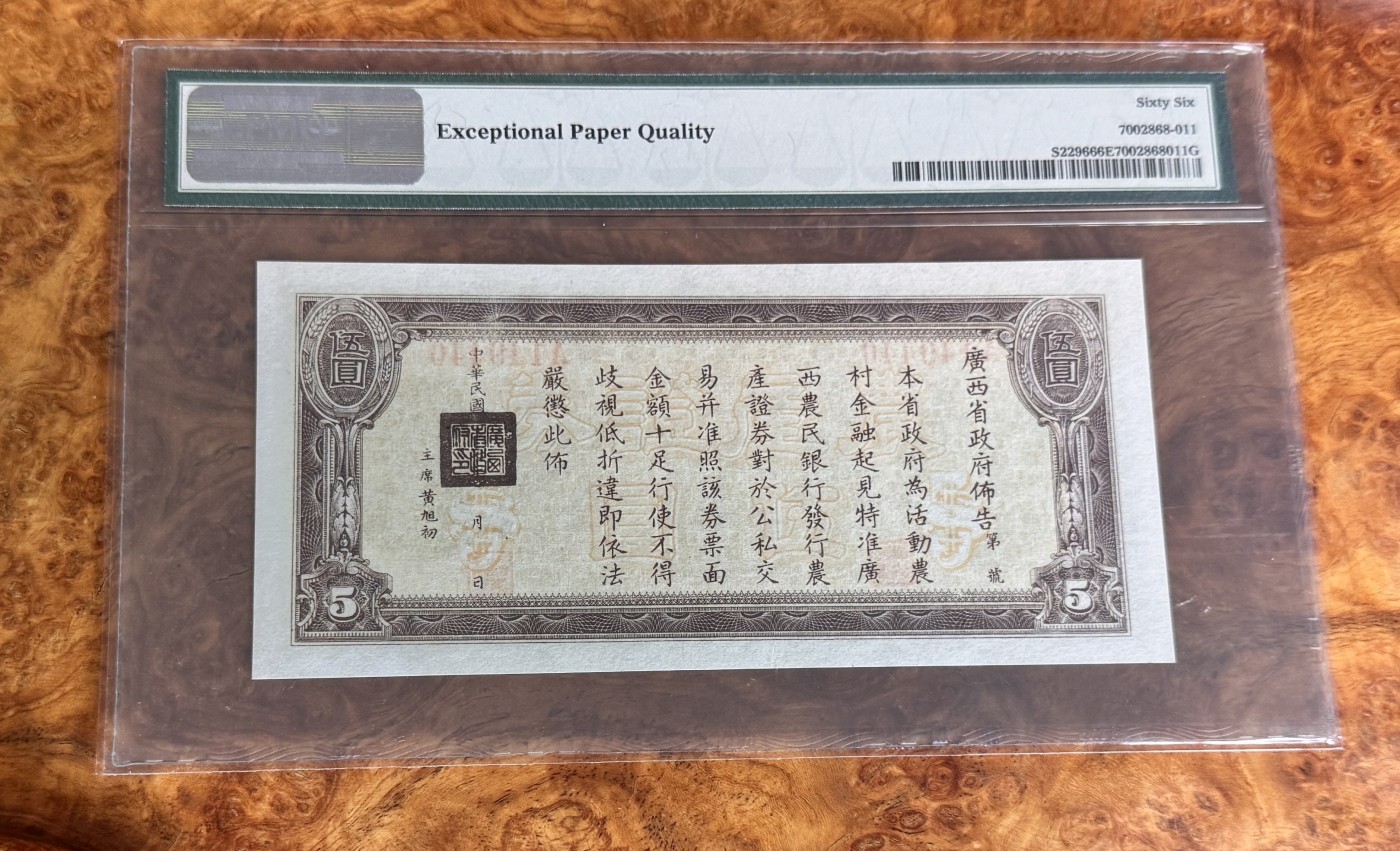 Exceptional Paper Quality
Sixty Six
7002868-011
S229666E7002868011G
伍圓
伍圓
廣西省政府佈告第 號
本省政府為活動農
村金融起見特准廣
西農民銀行發行農
產證券對於公私交
易并准照該券票面
金額十足行使不得
歧視低折違即依法
嚴懲此佈
中華民國 月 日
主席黃旭初
5
5